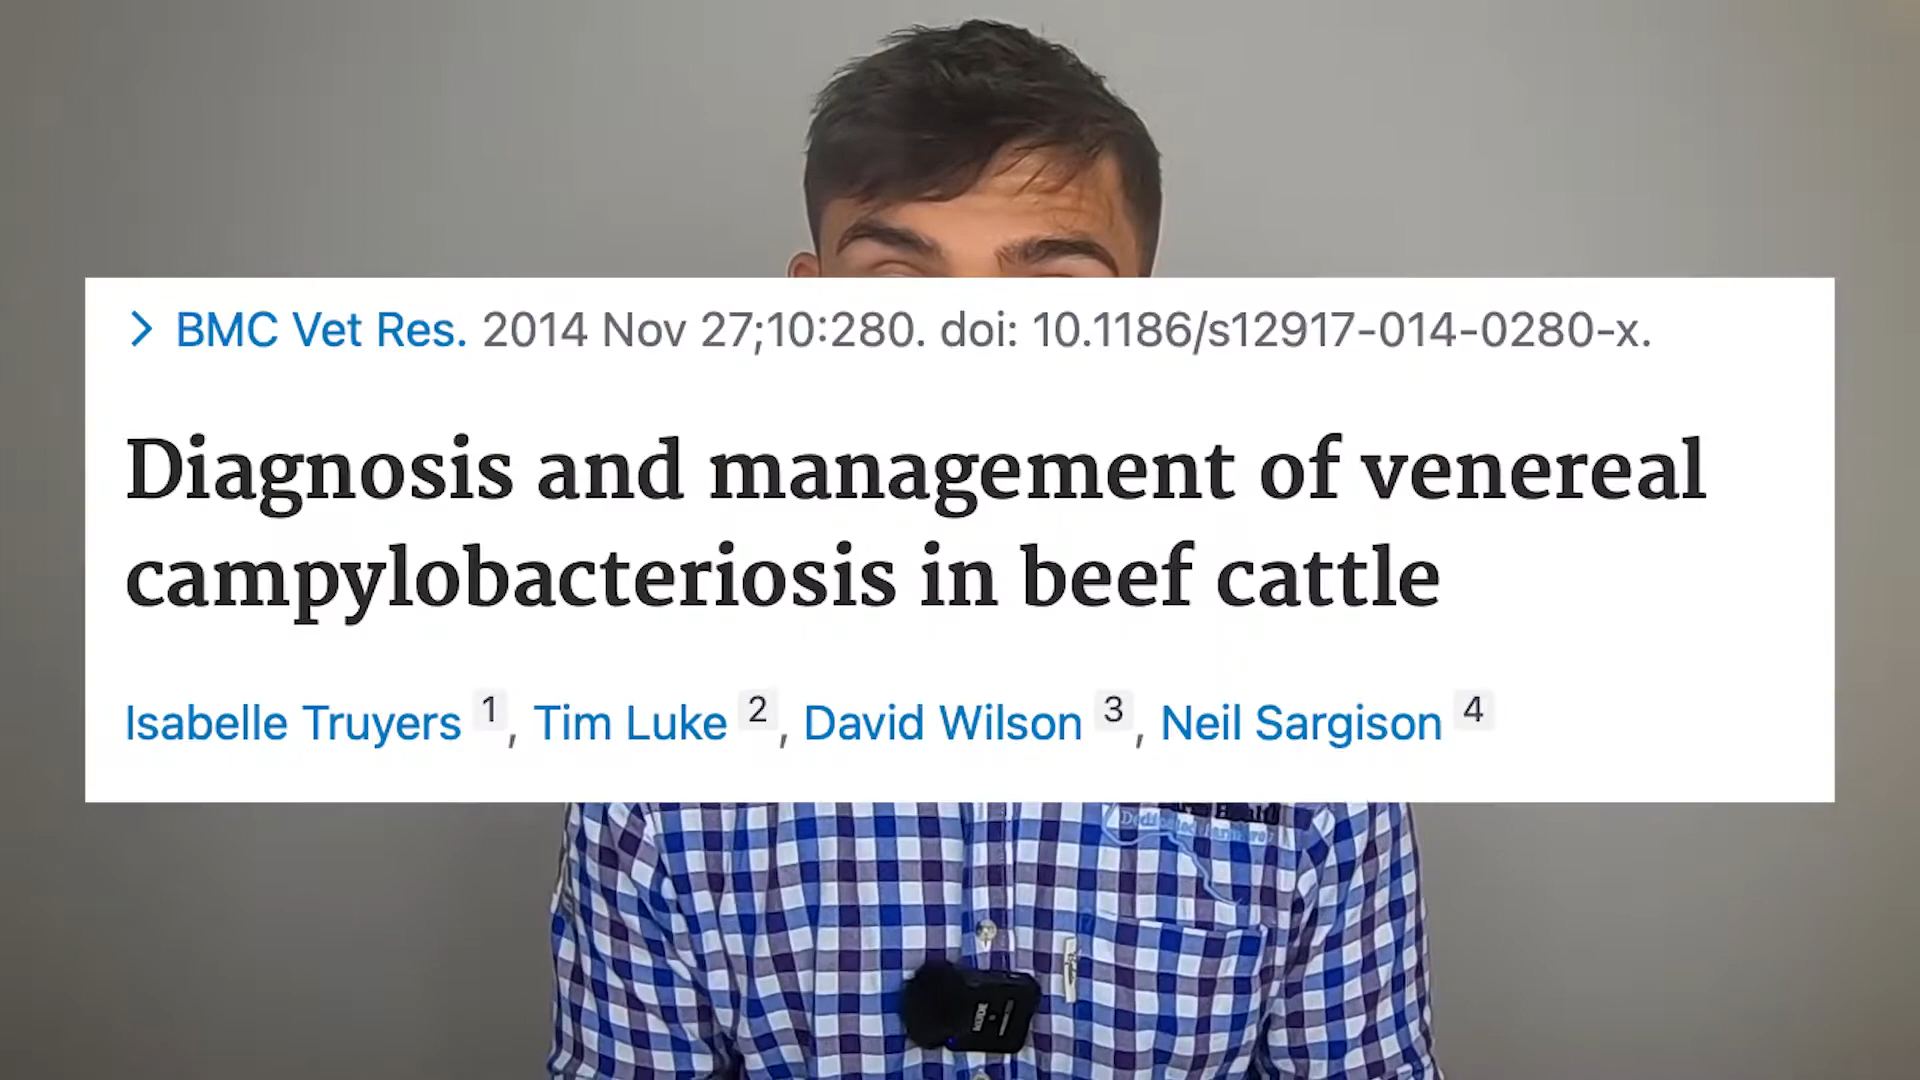 BMC Vet Res. 2014 Nov 27;10:280. doi: 10.1186/s12917-014-0280-x.
Diagnosis and management of venereal
campylobacteriosis in beef cattle
Isabelle Truyers 1, Tim Luke 2, David Wilson 3, Neil Sargison 4